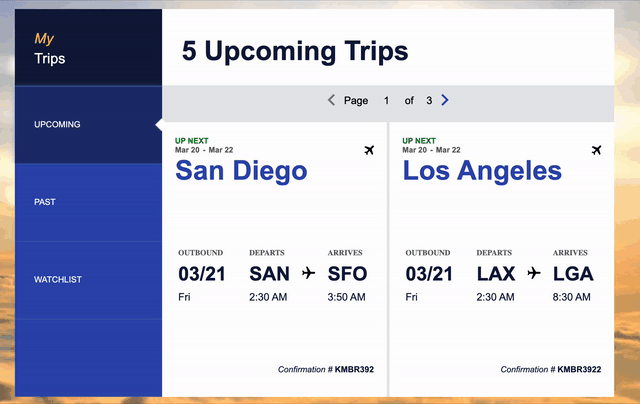 My
Trips
UPCOMING
PAST
WATCHLIST
5 Upcoming Trips
Page 1 of 3
UP NEXT
Mar 20 - Mar 22
San Diego
OUTBOUND DEPARTS ARRIVES
03/21 SAN SFO
Fri 2:30 AM 3:50 AM
Confirmation # KMBR392
UP NEXT
Mar 20 - Mar 22
Los Angeles
OUTBOUND DEPARTS ARRIVES
03/21 LAX LGA
Fri 2:30 AM 8:30 AM
Confirmation # KMBR3922